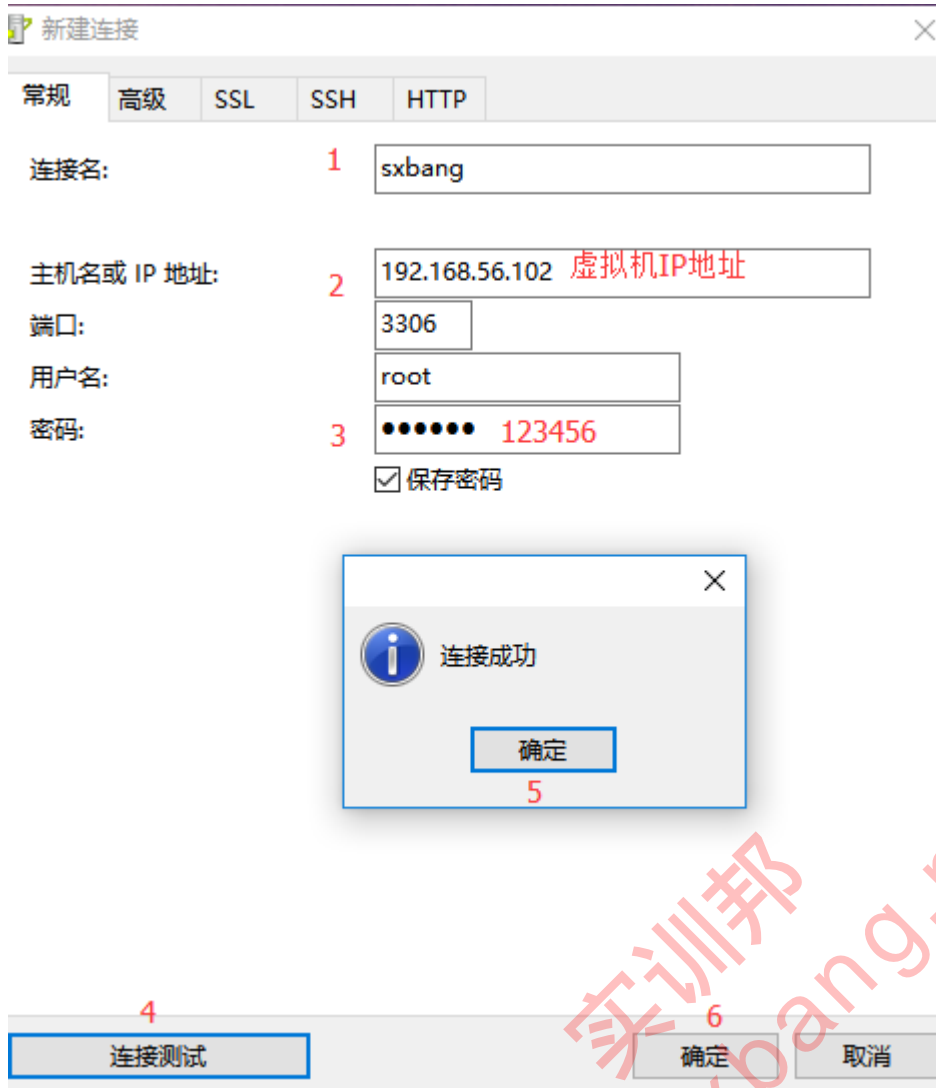 新建连接
常规 高级 SSL SSH HTTP
连接名: 1 sxbang
主机名或 IP 地址: 2 192.168.56.102 虚拟机IP地址
端口: 3306
用户名: root
密码: 3 •••••• 123456
保存密码
连接成功
确定
5
实训邦
4 6
连接测试 确定 取消